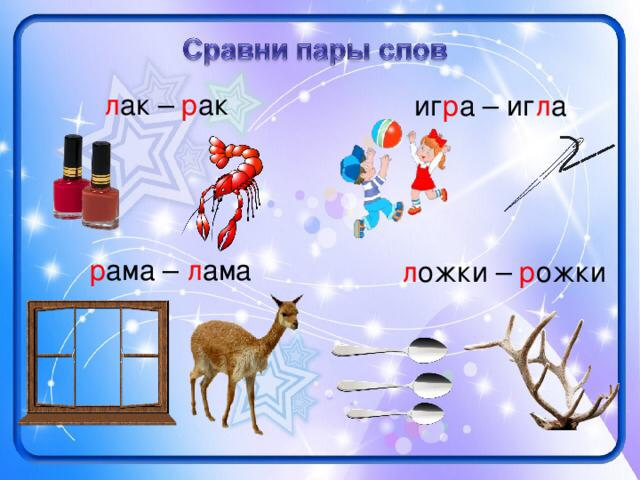 Сравни пары слов
лак – рак
игра – игла
рама – лама
ложки – рожки